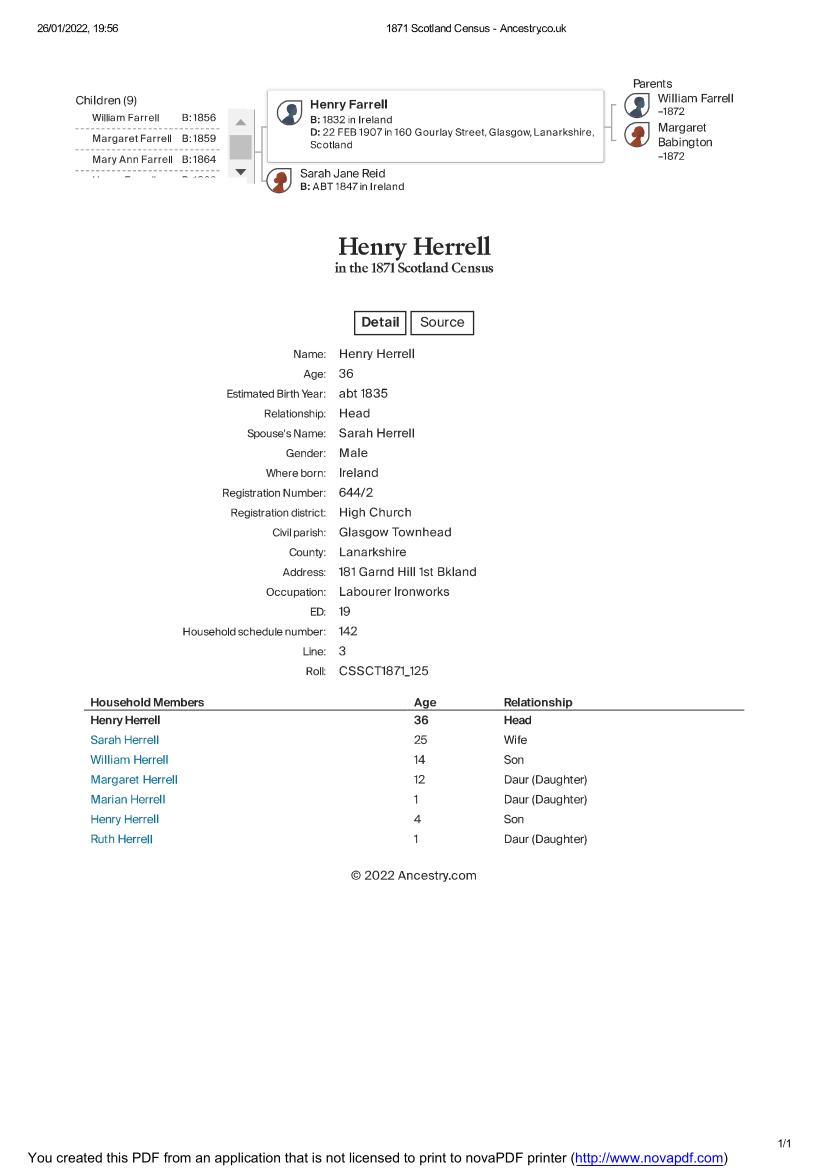 26/01/2022, 19:56
1871 Scotland Census - Ancestry.co.uk
Children (9)
William Farrell B: 1856
Margaret Farrell B: 1859
Mary Ann Farrell B: 1864
Henry Farrell
B: 1832 in Ireland
D: 22 FEB 1907 in 160 Gourlay Street, Glasgow, Lanarkshire,
Scotland
Sarah Jane Reid
B: ABT 1847 in Ireland
Parents
William Farrell
–1872
Margaret
Babington
–1872
Henry Herrell
in the 1871 Scotland Census
Detail Source
Name: Henry Herrell
Age: 36
Estimated Birth Year: abt 1835
Relationship: Head
Spouse's Name: Sarah Herrell
Gender: Male
Where born: Ireland
Registration Number: 644/2
Registration district: High Church
Civil parish: Glasgow Townhead
County: Lanarkshire
Address: 181 Garnd Hill 1st Bkland
Occupation: Labourer Ironworks
ED: 19
Household schedule number: 142
Line: 3
Roll: CSSCT1871_125
Household Members Age Relationship
Henry Herrell 36 Head
Sarah Herrell 25 Wife
William Herrell 14 Son
Margaret Herrell 12 Daur (Daughter)
Marian Herrell 1 Daur (Daughter)
Henry Herrell 4 Son
Ruth Herrell 1 Daur (Daughter)
© 2022 Ancestry.com
1/1
You created this PDF from an application that is not licensed to print to novaPDF printer (http://www.novapdf.com)